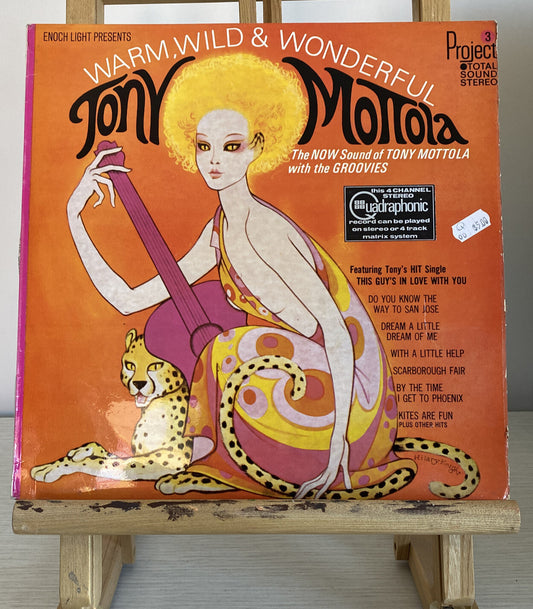 ENOCH LIGHT PRESENTS
WARM, WILD & WONDERFUL
TONY MOTTOLA
3
Project
TOTAL
SOUND
STEREO
The NOW Sound of TONY MOTTOLA
with the GROOVIES
this 4 CHANNEL
STEREO
Quadraphonic
record can be played
on stereo or 4 track
matrix system
Featuring Tony's HIT Single
THIS GUY'S IN LOVE WITH YOU
DO YOU KNOW THE
WAY TO SAN JOSE
DREAM A LITTLE
DREAM OF ME
WITH A LITTLE HELP
SCARBOROUGH FAIR
BY THE TIME
I GET TO PHOENIX
KITES ARE FUN
PLUS OTHER HITS